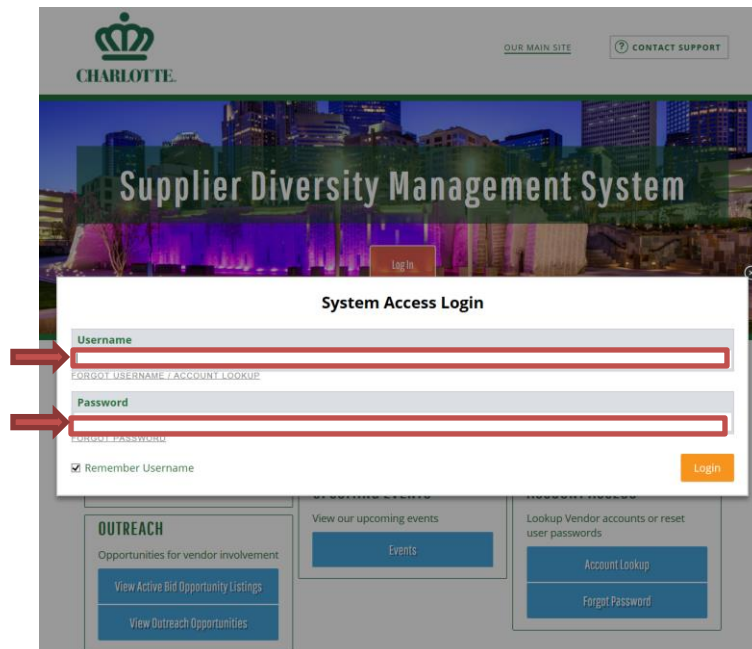 CHARLOTTE.
OUR MAIN SITE
? CONTACT SUPPORT
Supplier Diversity Management System
Log In
System Access Login
Username
FORGOT USERNAME / ACCOUNT LOOKUP
Password
FORGOT PASSWORD
Remember Username
Login
UPCOMING EVENTS
ACCOUNT ACCESS
OUTREACH
View our upcoming events
Lookup Vendor accounts or reset
user passwords
Opportunities for vendor involvement
Events
Account Lookup
View Active Bid Opportunity Listings
Forgot Password
View Outreach Opportunities